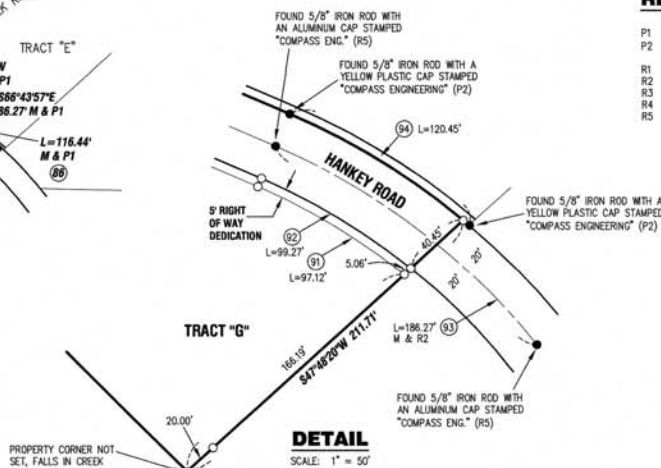 TRACT "E"
P1
S66°43'57"E
86.27' M & P1
L=116.44'
M & P1
86
FOUND 5/8" IRON ROD WITH
AN ALUMINUM CAP STAMPED
"COMPASS ENG." (R5)
FOUND 5/8" IRON ROD WITH A
YELLOW PLASTIC CAP STAMPED
"COMPASS ENGINEERING" (P2)
94 L=120.45'
P1
P2
R1
R2
R3
R4
R5
HANKEY ROAD
FOUND 5/8" IRON ROD WITH A
YELLOW PLASTIC CAP STAMPED
"COMPASS ENGINEERING" (P2)
5' RIGHT
OF WAY
DEDICATION
92
L=99.27'
91
L=97.12'
5.06'
40.45'
20'
20'
L=186.27' 93
M & R2
TRACT "G"
166.19'
S47°48'20"W 211.71'
FOUND 5/8" IRON ROD WITH
AN ALUMINUM CAP STAMPED
"COMPASS ENG." (R5)
20.00'
PROPERTY CORNER NOT
SET, FALLS IN CREEK
DETAIL
SCALE: 1" = 50'